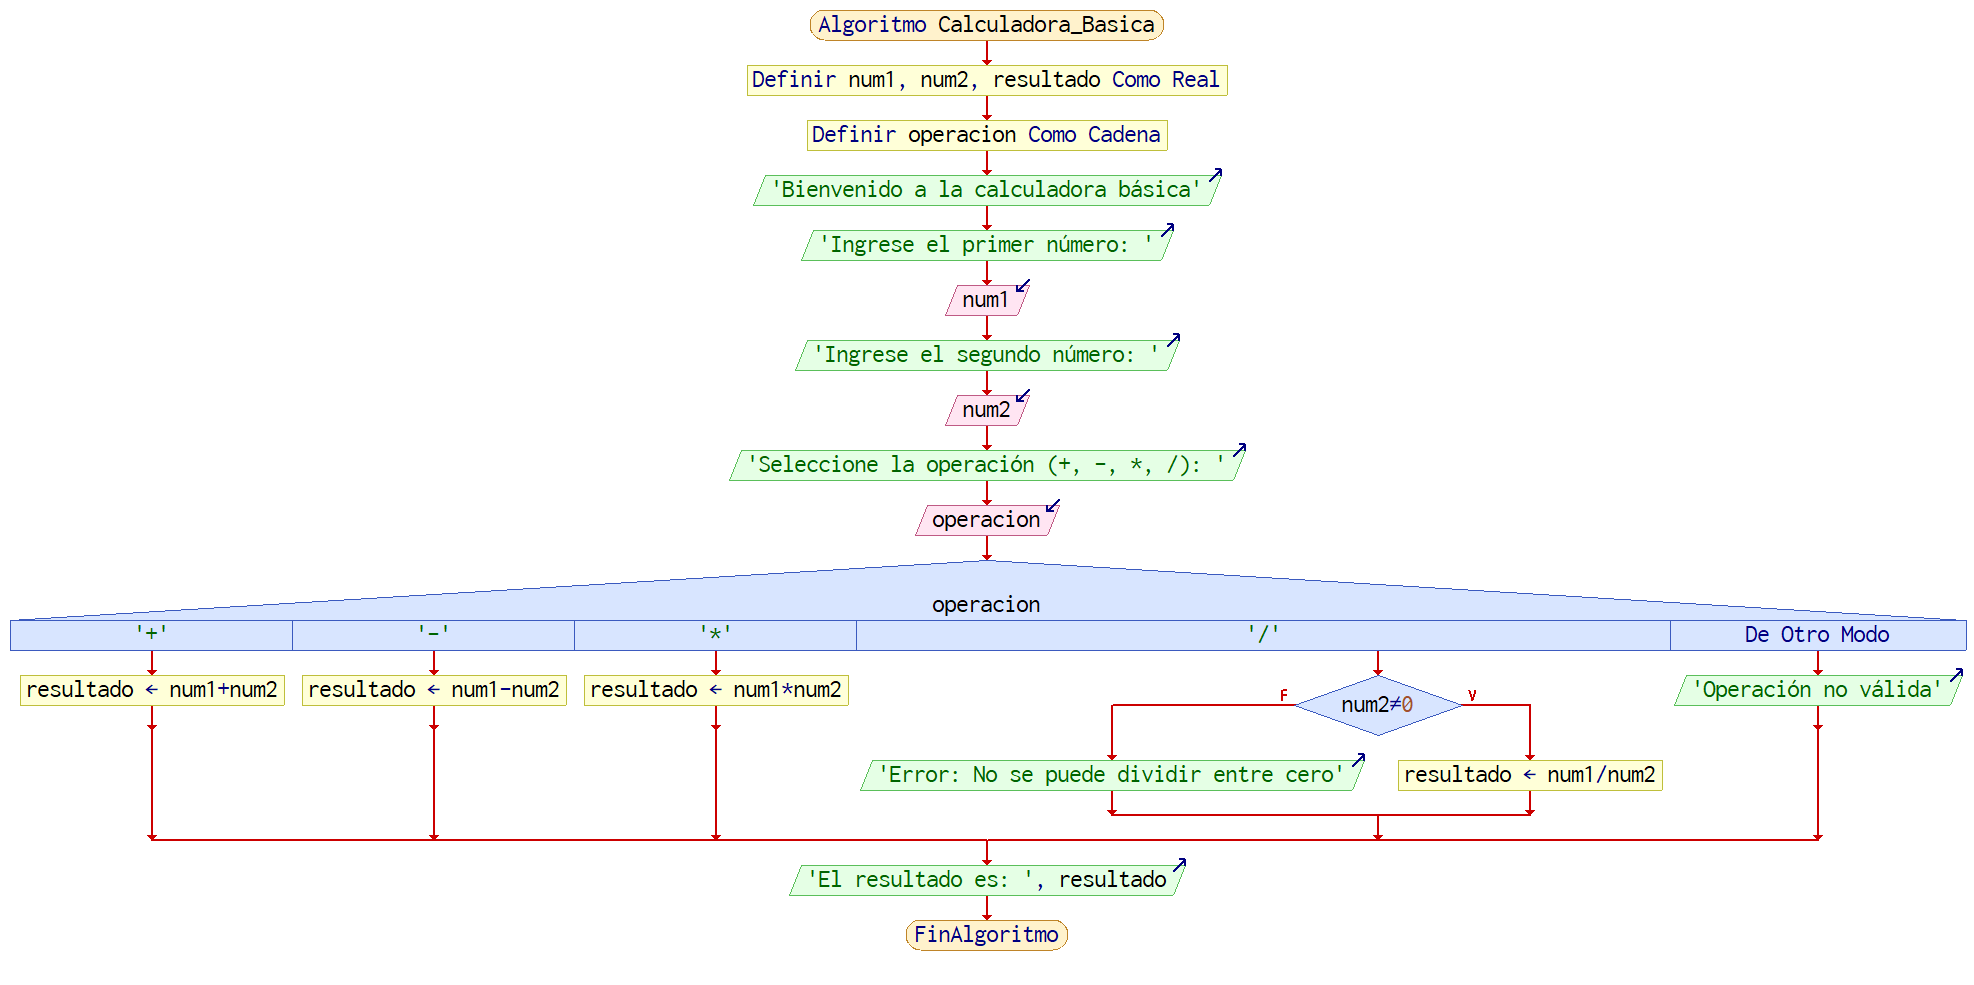 Algoritmo Calculadora_Basica
Definir num1, num2, resultado Como Real
Definir operacion Como Cadena
'Bienvenido a la calculadora básica'
'Ingrese el primer número: '
num1
'Ingrese el segundo número: '
num2
'Seleccione la operación (+, -, *, /): '
operacion
operacion
'+' '-' '*' '/' De Otro Modo
resultado ← num1+num2
resultado ← num1-num2
resultado ← num1*num2
F
num2≠0
V
'Operación no válida'
'Error: No se puede dividir entre cero'
resultado ← num1/num2
'El resultado es: ', resultado
FinAlgoritmo